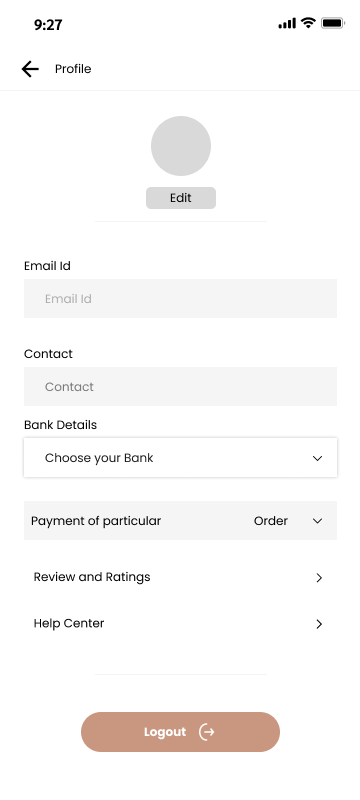 9:27
Profile
Edit
Email Id
Email Id
Contact
Contact
Bank Details
Choose your Bank
Payment of particular Order
Review and Ratings
Help Center
Logout